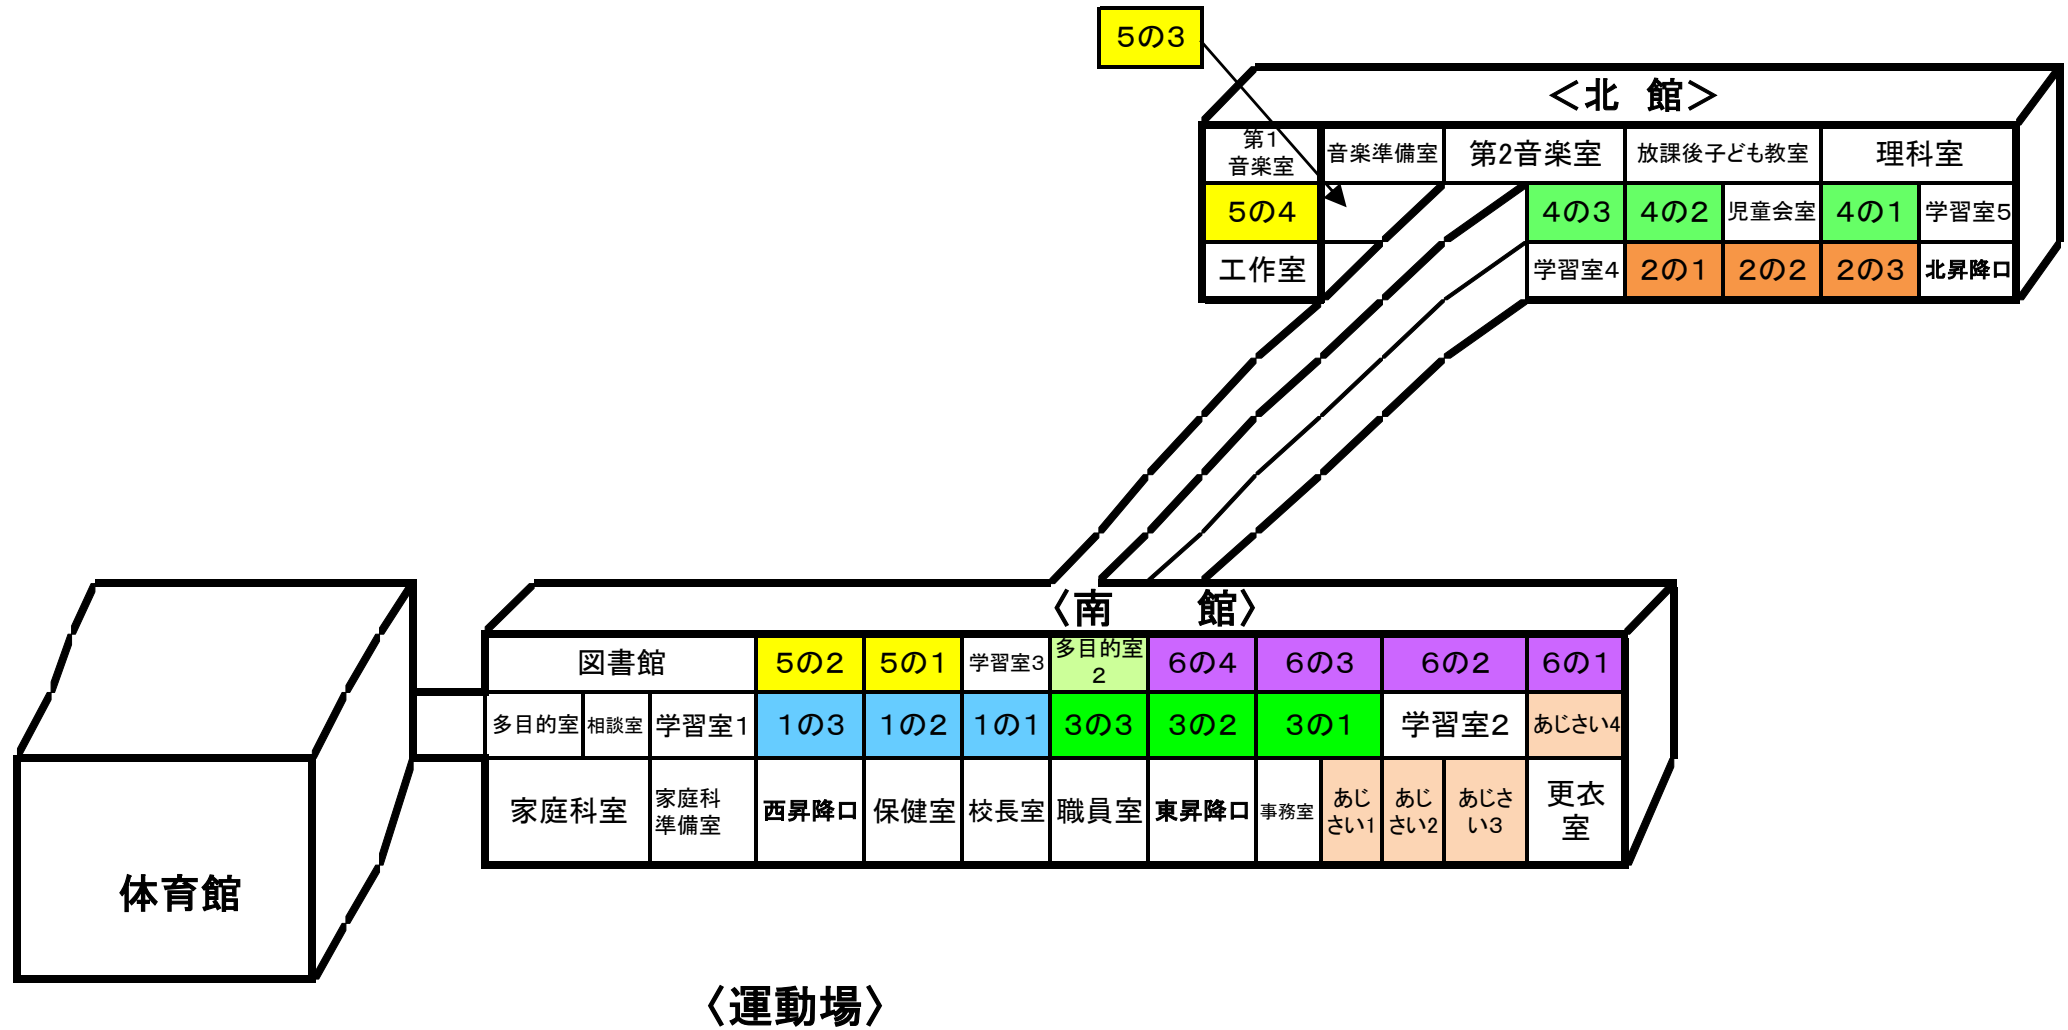 5の3
＜北　館＞
第１
音楽室
音楽準備室
第2音楽室
放課後子ども教室
理科室
5の4
4の3
4の2
児童会室
4の1
学習室5
工作室
学習室4
2の1
2の2
2の3
北昇降口
〈南　　館〉
図書館
5の2
5の1
学習室3
多目的室
2
6の4
6の3
6の2
6の1
多目的室
相談室
学習室1
1の3
1の2
1の1
3の3
3の2
3の1
学習室2
あじさい4
家庭科室
家庭科
準備室
西昇降口
保健室
校長室
職員室
東昇降口
事務室
あじ
さい1
あじ
さい2
あじさ
い3
更衣
室
体育館
〈運動場〉